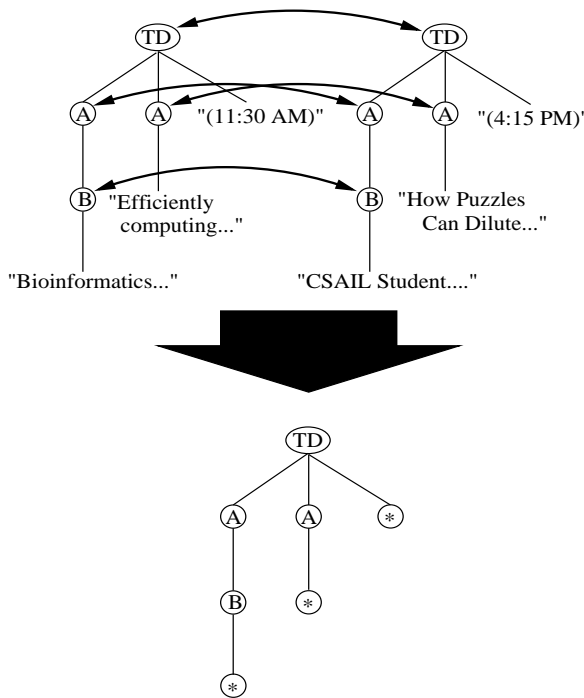 TD TD
A A "(11:30 AM)" A A "(4:15 PM)"
B "Efficiently B "How Puzzles
computing..." Can Dilute..."
"Bioinformatics..." "CSAIL Student...."
TD
A A *
B *
*